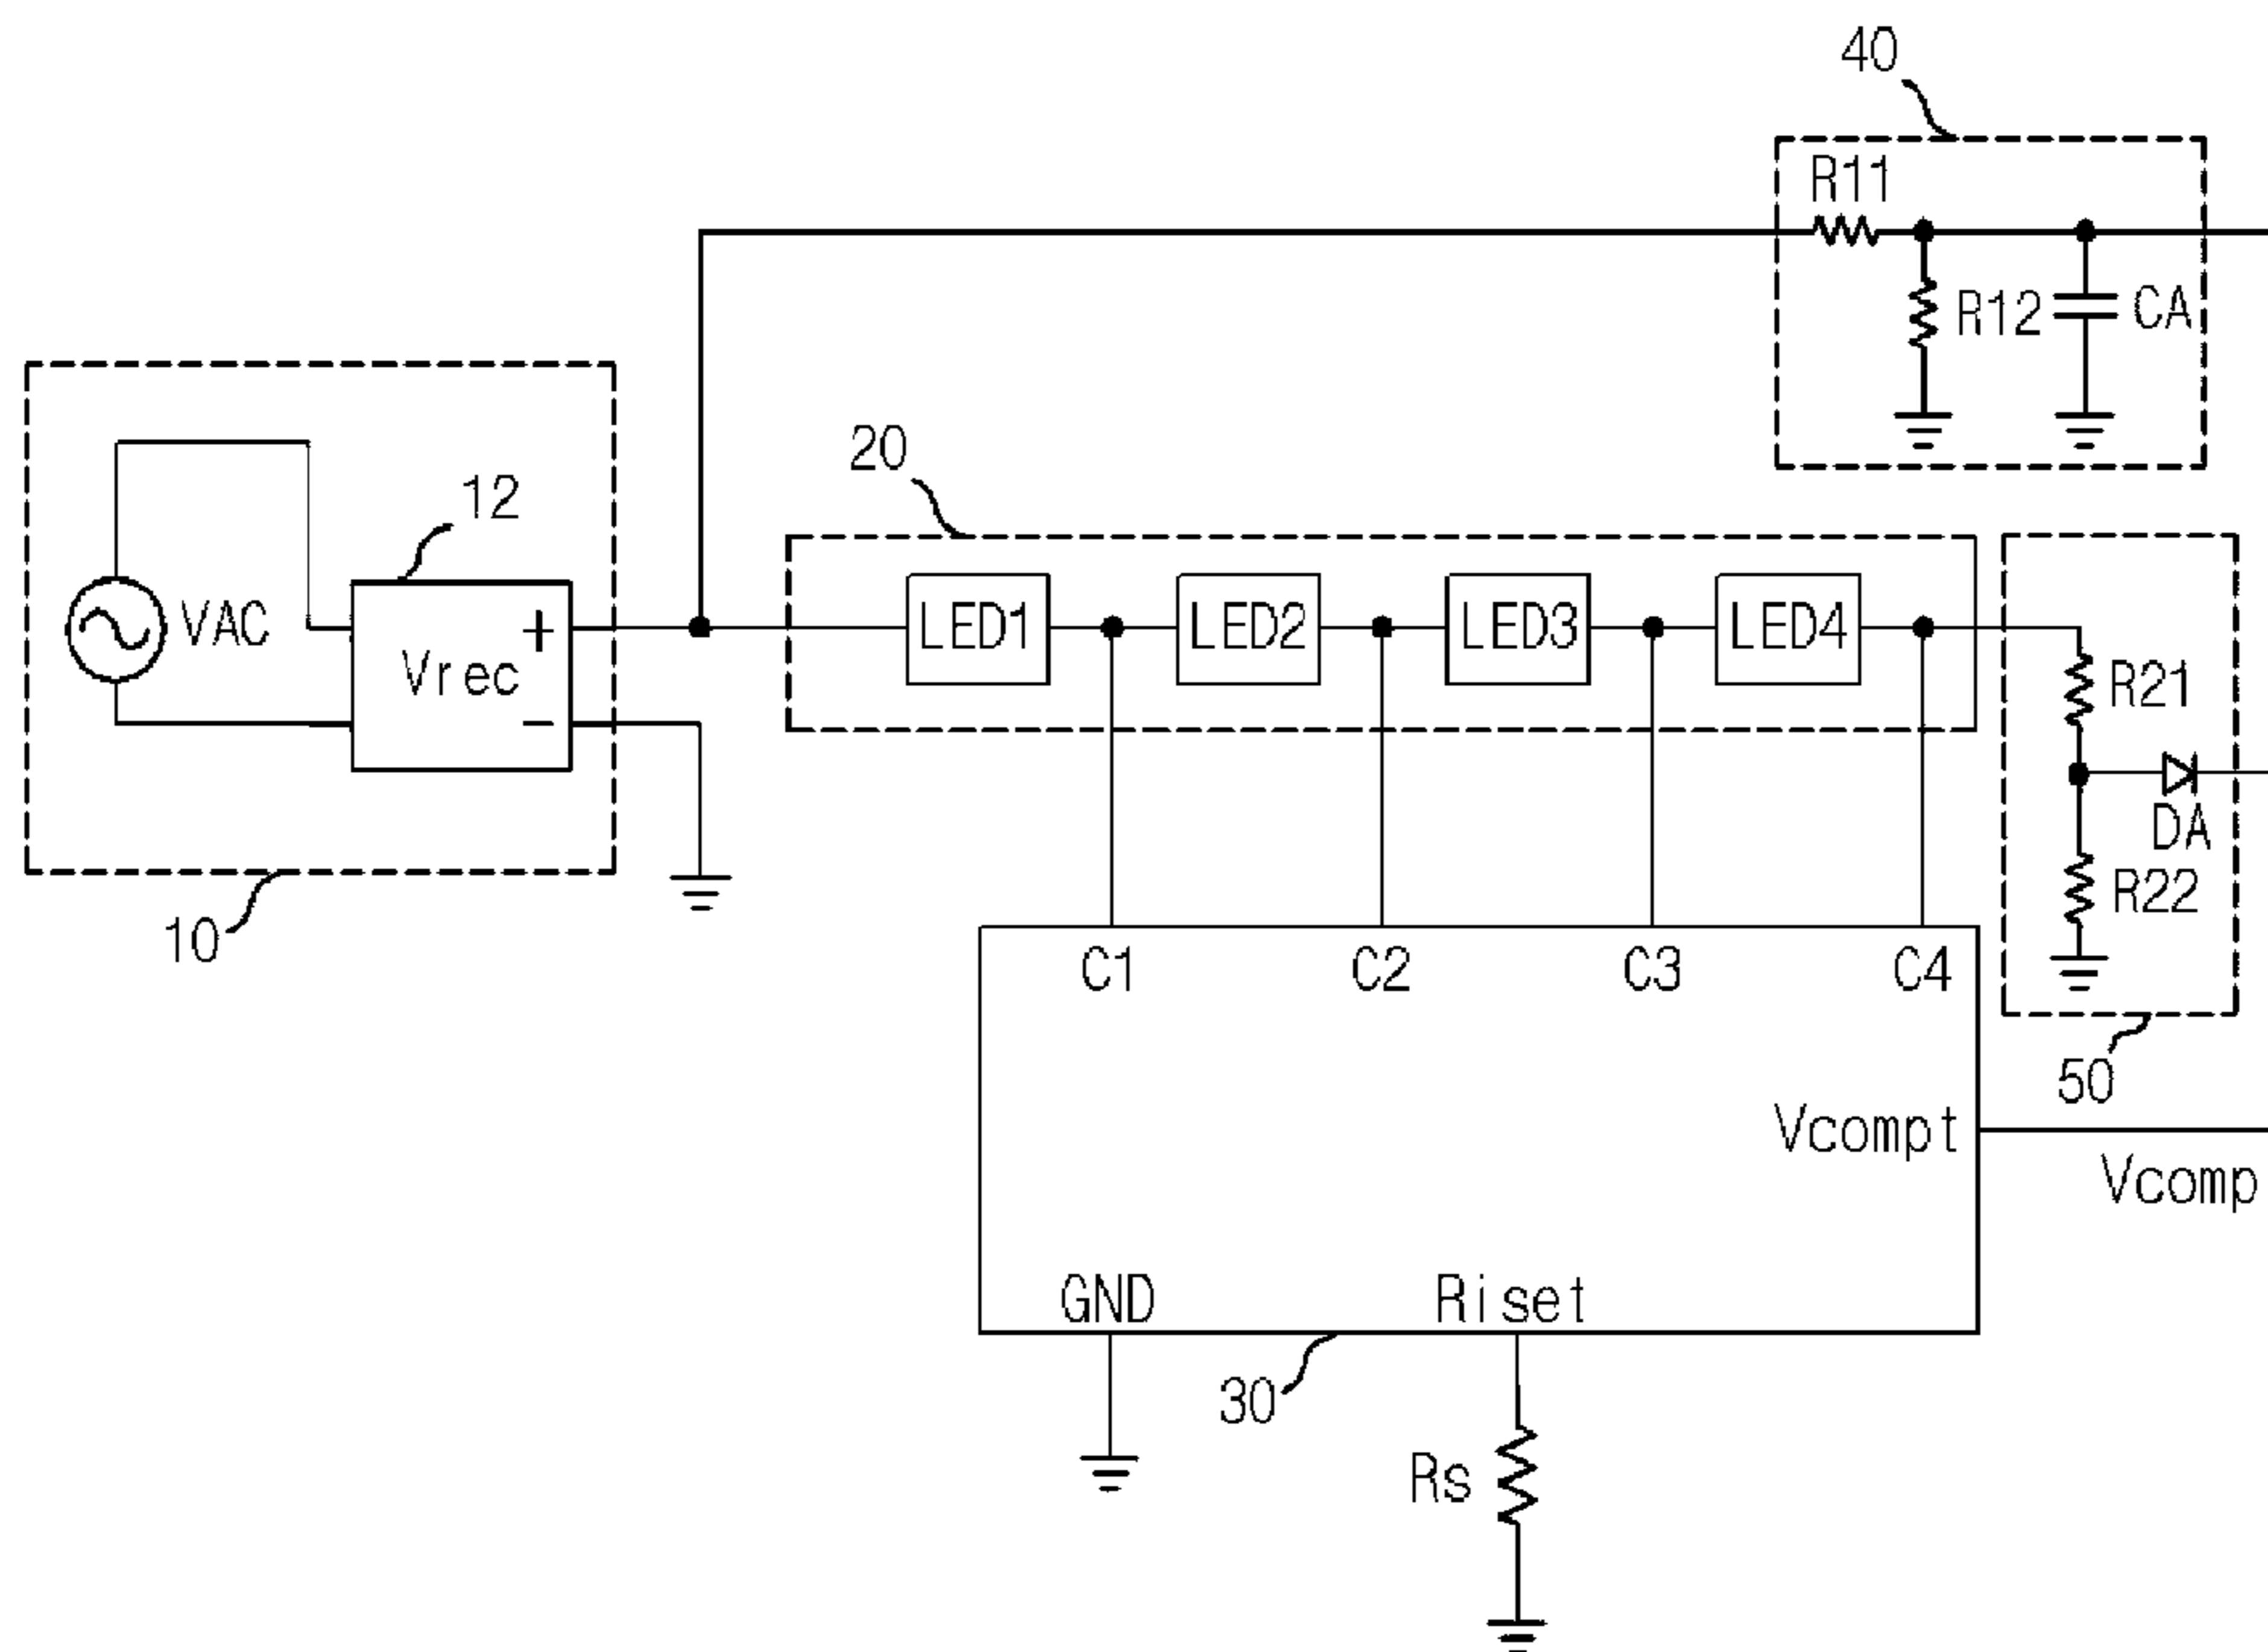 40
R11
R12
CA
20
12
VAC
Vrec
+
−
LED1
LED2
LED3
LED4
R21
DA
R22
10
C1
C2
C3
C4
50
Vcompt
Vcomp
GND
Riset
30
Rs